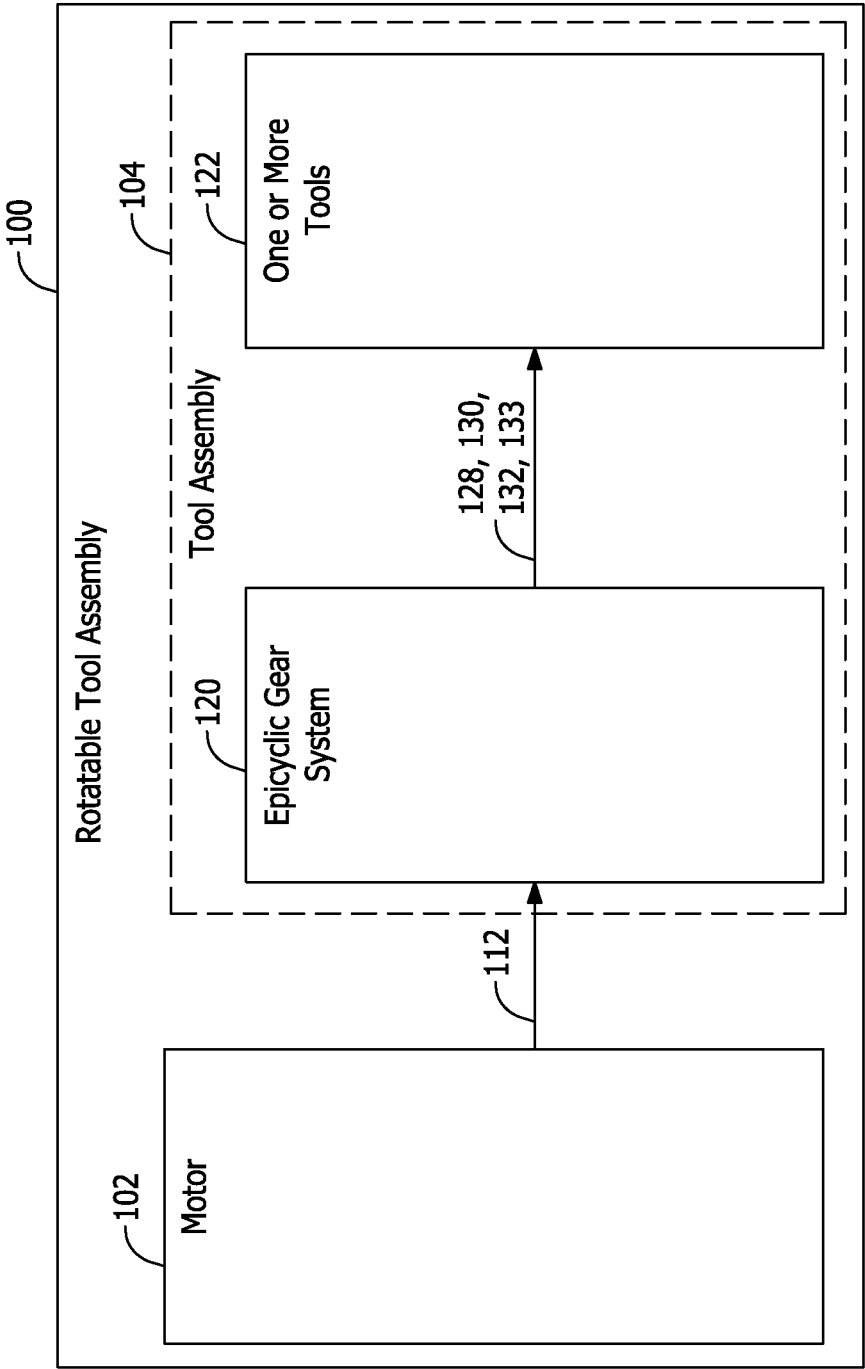 100
Rotatable Tool Assembly
104
Tool Assembly
102
Motor
112
120
Epicyclic Gear
System
128, 130,
132, 133
122
One or More
Tools